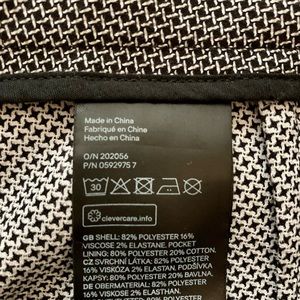 Made in China
Fabriqué en Chine
Hecho en China
O/N 202056
P/N 0592975 7
30
clevercare.info
GB SHELL: 82% POLYESTER 16%
VISCOSE 2% ELASTANE. POCKET
LINING: 80% POLYESTER 20% COTTON.
CZ SVRCHNÍ LÁTKA: 82% POLYESTER
16% VISKÓZA 2% ELASTAN. PODŠÍVKA
KAPSY: 80% POLYESTER 20% BAVLNA.
DE OBERMATERIAL: 82% POLYESTER
16% VISKOSE 2% ELASTHAN.